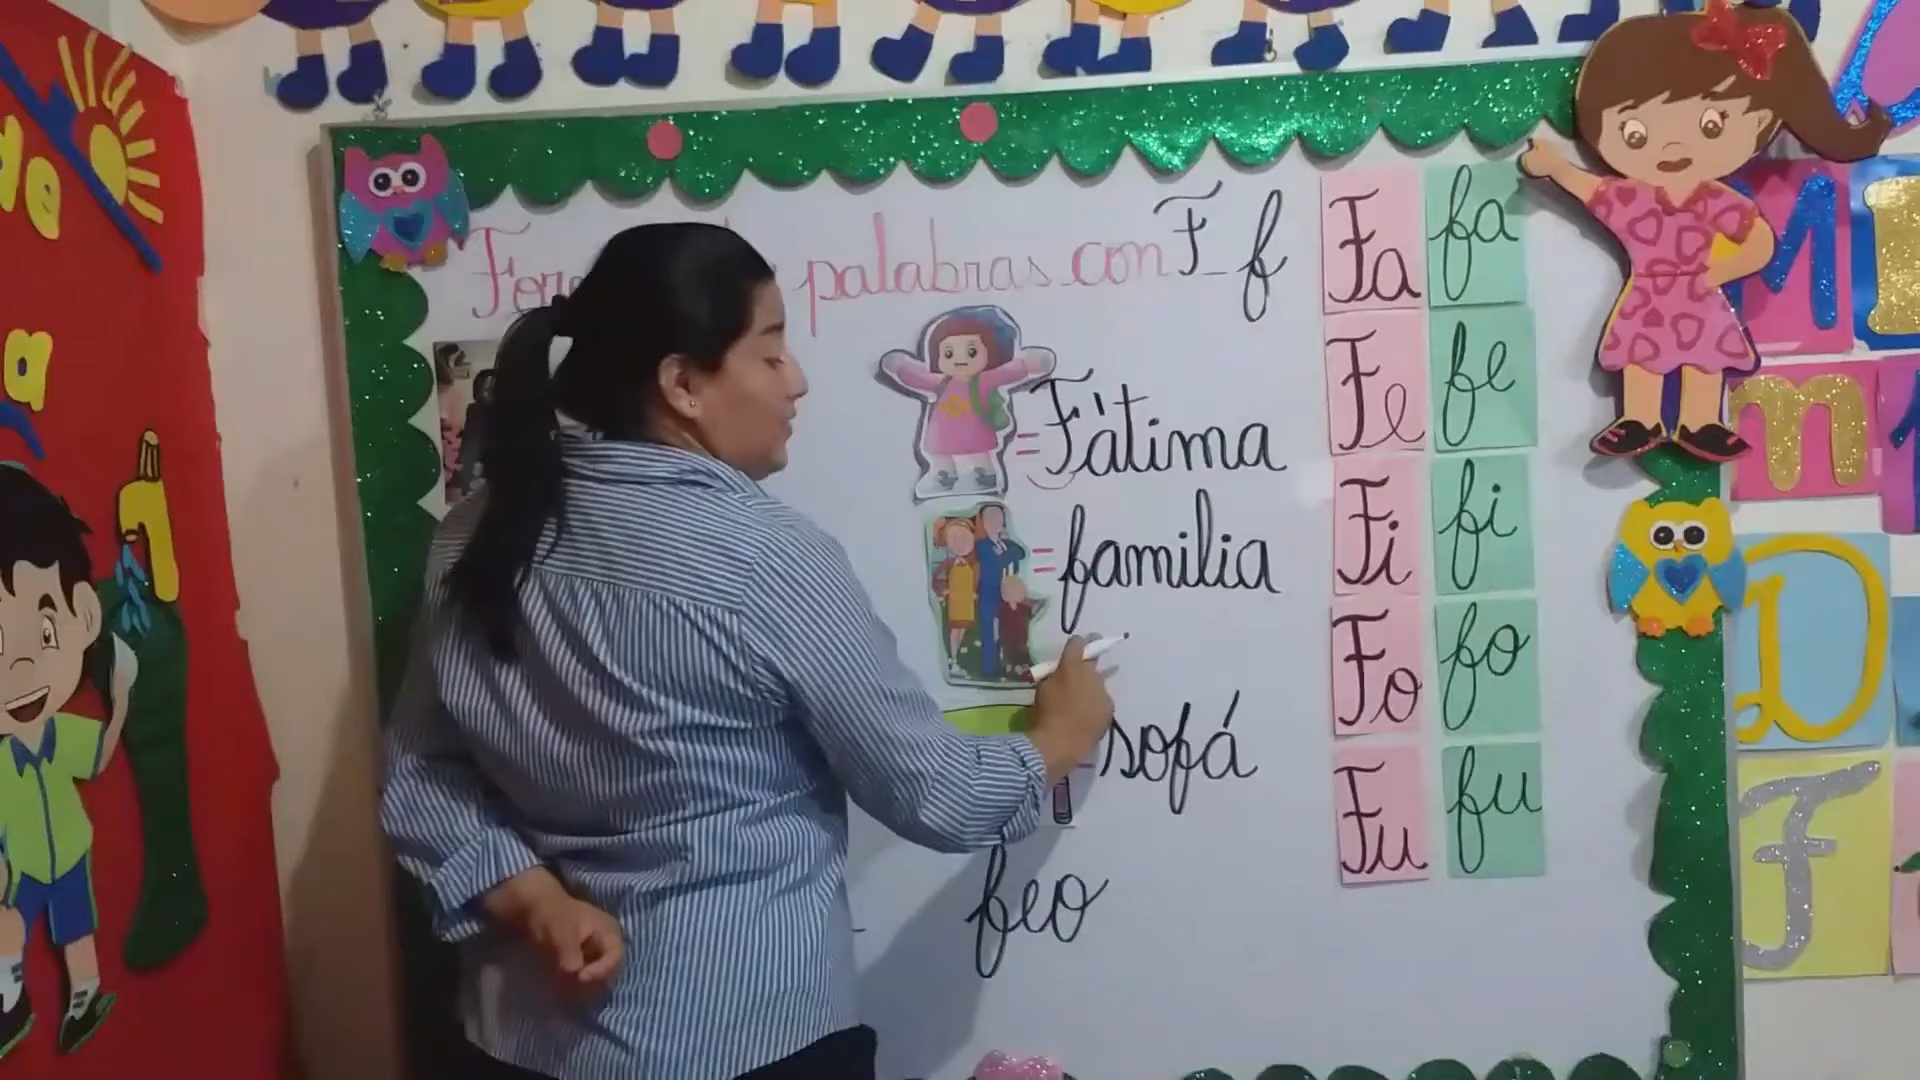 palabras con F f
Fátima
familia
sofá
feo
Fa fa
Fe fe
Fi fi
Fo fo
Fu fu
M
m
D
F
a